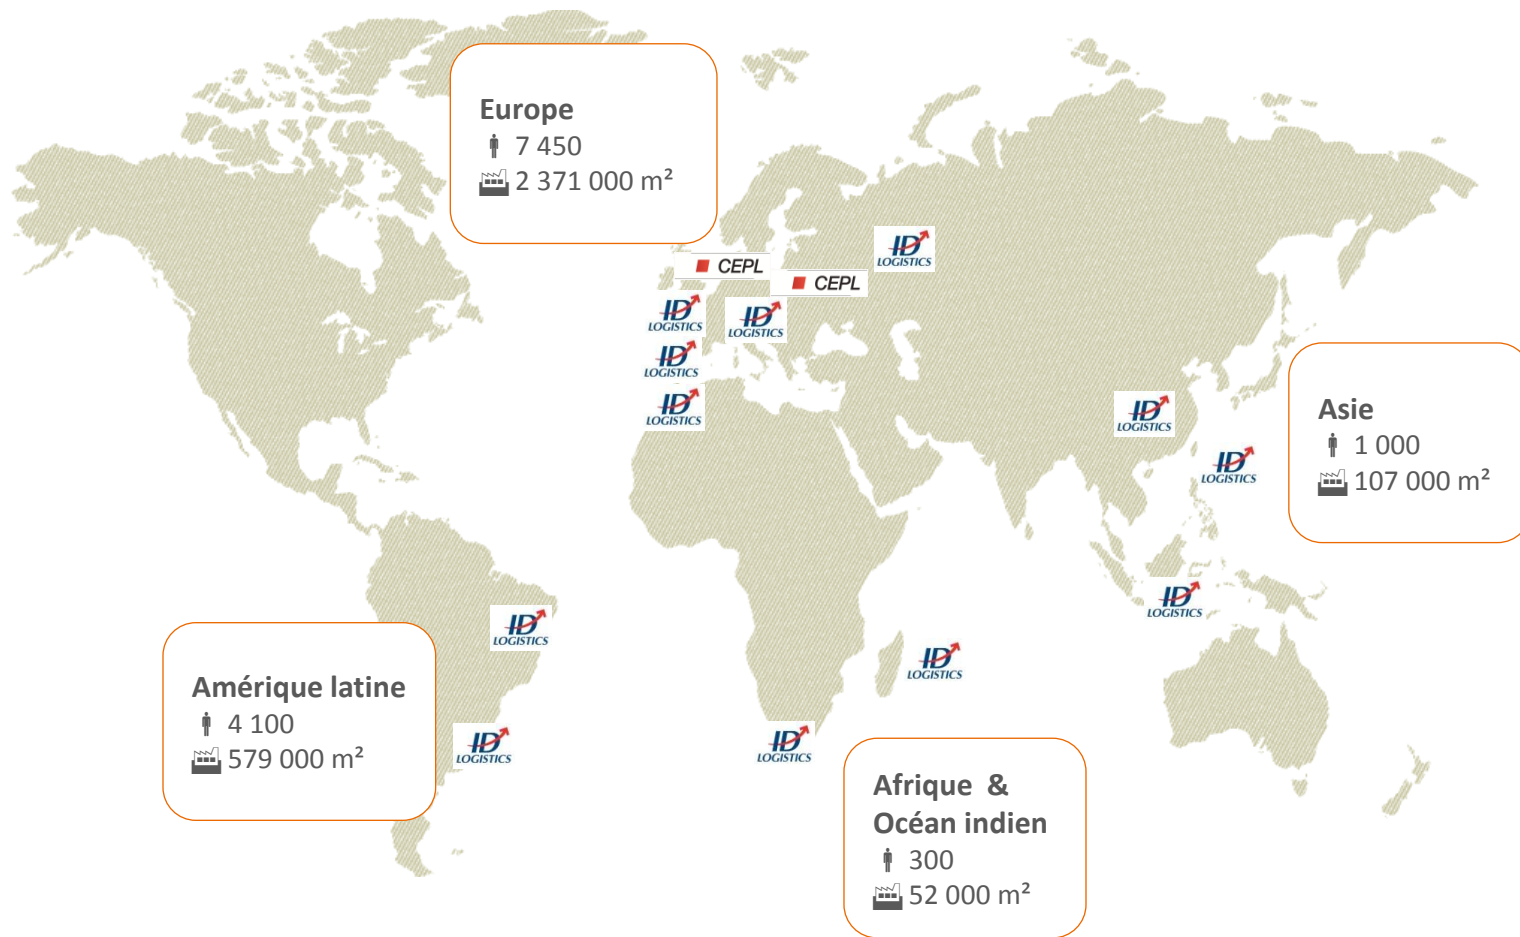 Europe
7 450
2 371 000 m²
ID
LOGISTICS
CEPL
CEPL
ID
LOGISTICS
ID
LOGISTICS
ID
LOGISTICS
ID
LOGISTICS
ID
LOGISTICS
ID
LOGISTICS
Asie
1 000
107 000 m²
ID
LOGISTICS
ID
LOGISTICS
ID
LOGISTICS
Amérique latine
4 100
579 000 m²
ID
LOGISTICS
ID
LOGISTICS
Afrique &
Océan indien
300
52 000 m²